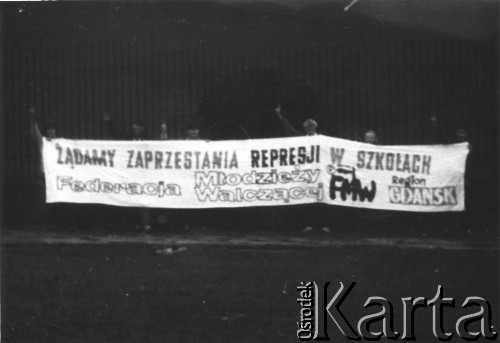 ŻĄDAMY ZAPRZESTANIA REPRESJI W SZKOŁACH
Federacja Młodzieży Walczącej FMW Region GDAŃSK
Ośrodek Karta